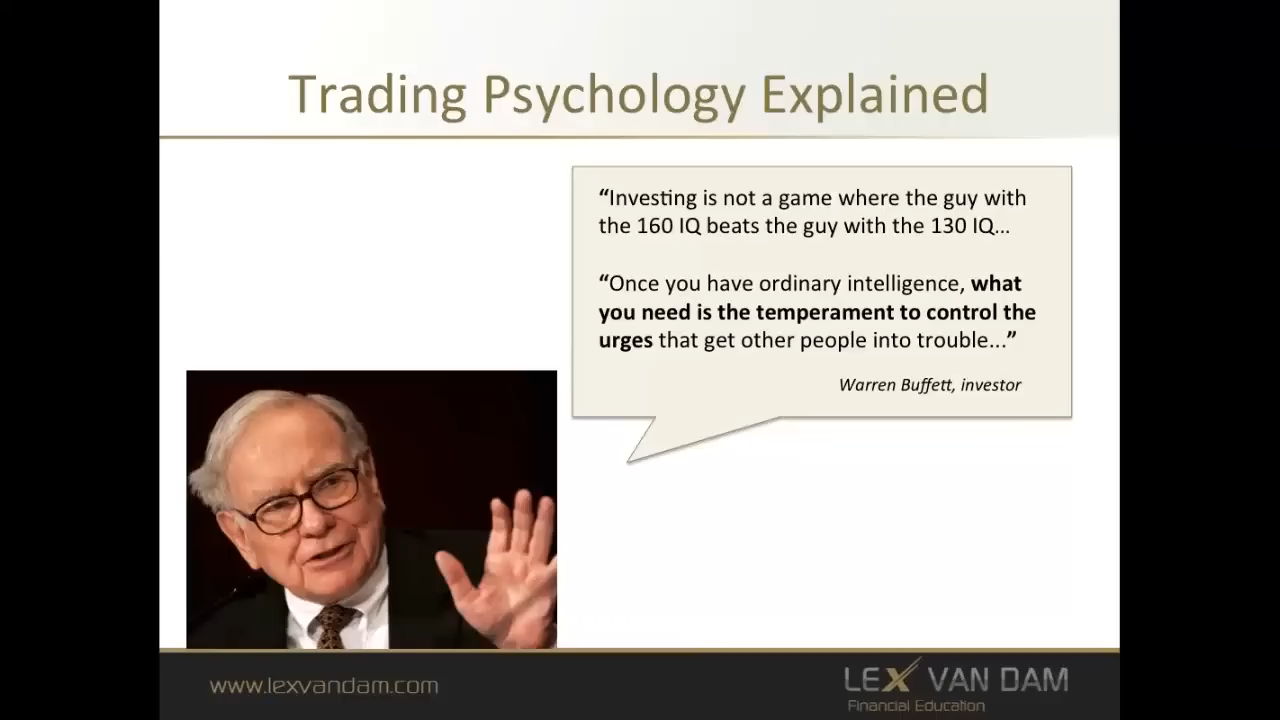 Trading Psychology Explained
“Investing is not a game where the guy with
the 160 IQ beats the guy with the 130 IQ…
“Once you have ordinary intelligence, what
you need is the temperament to control the
urges that get other people into trouble...”
Warren Buffett, investor
www.lexvandam.com
LEX VAN DAM
Financial Education